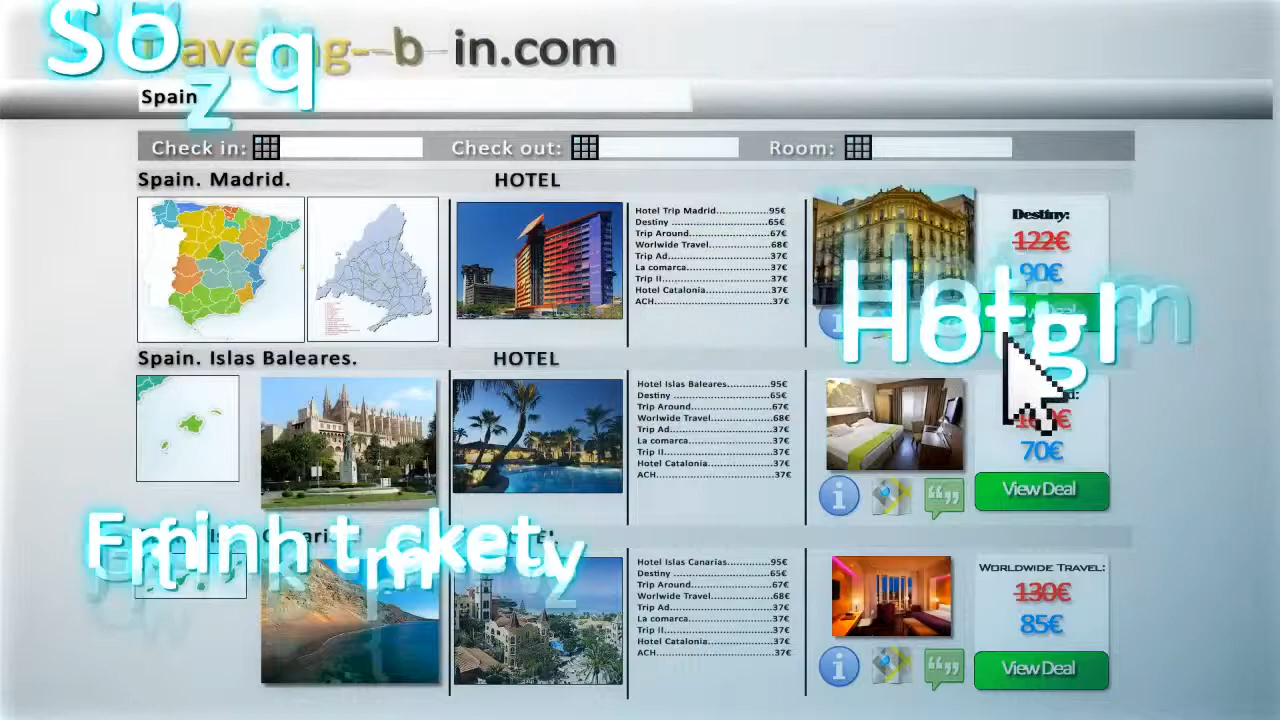 in.com
Spain
Check in: Check out: Room:
Spain. Madrid. HOTEL
Hotel Trip Madrid..............95€
Destiny ..............................65€
Trip Around.......................67€
Worlwide Travel................68€
Trip Ad..............................37€
La comarca........................37€
Trip II.................................37€
Hotel Catalonia.................37€
ACH...................................37€
Destiny:
122€
90€
Spain. Islas Baleares. HOTEL
Hotel Islas Baleares............95€
Destiny ..............................65€
Trip Around.......................67€
Worlwide Travel................68€
Trip Ad..............................37€
La comarca........................37€
Trip II.................................37€
Hotel Catalonia.................37€
ACH...................................37€
70€
View Deal
Hotel Islas Canarias............95€
Destiny ..............................65€
Trip Around.......................67€
Worlwide Travel................68€
Trip Ad..............................37€
La comarca........................37€
Trip II.................................37€
Hotel Catalonia.................37€
ACH...................................37€
WORLDWIDE TRAVEL:
130€
85€
View Deal